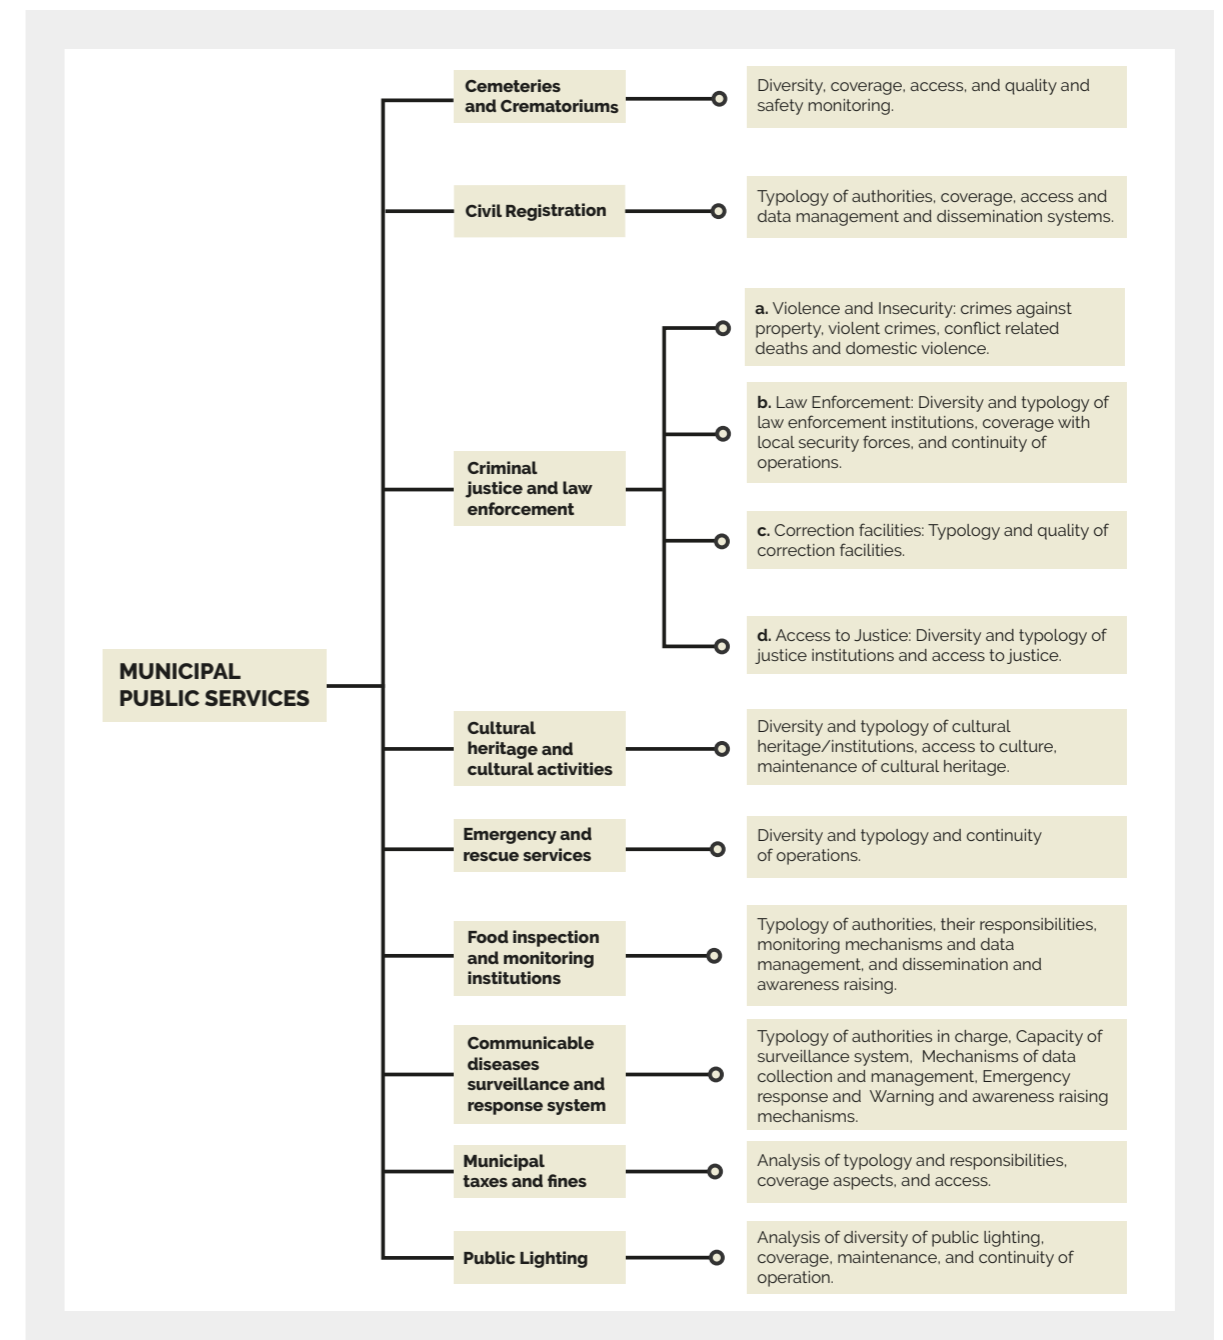 MUNICIPAL
PUBLIC SERVICES
Cemeteries
and Crematoriums
Diversity, coverage, access, and quality and
safety monitoring.
Civil Registration
Typology of authorities, coverage, access and
data management and dissemination systems.
Criminal
justice and law
enforcement
a. Violence and Insecurity: crimes against
property, violent crimes, conflict related
deaths and domestic violence.
b. Law Enforcement: Diversity and typology of
law enforcement institutions, coverage with
local security forces, and continuity of
operations.
c. Correction facilities: Typology and quality of
correction facilities.
d. Access to Justice: Diversity and typology of
justice institutions and access to justice.
Cultural
heritage and
cultural activities
Diversity and typology of cultural
heritage/institutions, access to culture,
maintenance of cultural heritage.
Emergency and
rescue services
Diversity and typology and continuity
of operations.
Food inspection
and monitoring
institutions
Typology of authorities, their responsibilities,
monitoring mechanisms and data
management, and dissemination and
awareness raising.
Communicable
diseases
surveillance and
response system
Typology of authorities in charge, Capacity of
surveillance system, Mechanisms of data
collection and management, Emergency
response and Warning and awareness raising
mechanisms.
Municipal
taxes and fines
Analysis of typology and responsibilities,
coverage aspects, and access.
Public Lighting
Analysis of diversity of public lighting,
coverage, maintenance, and continuity of
operation.